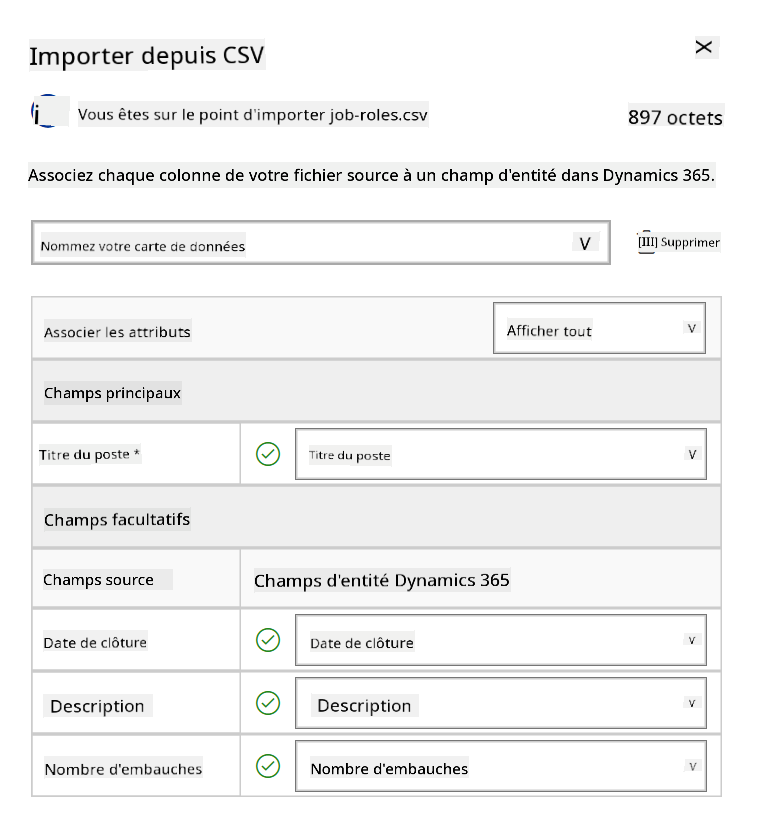 Importer depuis CSV
Vous êtes sur le point d'importer job-roles.csv
897 octets
Associez chaque colonne de votre fichier source à un champ d'entité dans Dynamics 365.
Nommez votre carte de données
Supprimer
Associer les attributs
Afficher tout
Champs principaux
Titre du poste *
Titre du poste
Champs facultatifs
Champs source
Champs d'entité Dynamics 365
Date de clôture
Date de clôture
Description
Description
Nombre d'embauches
Nombre d'embauches